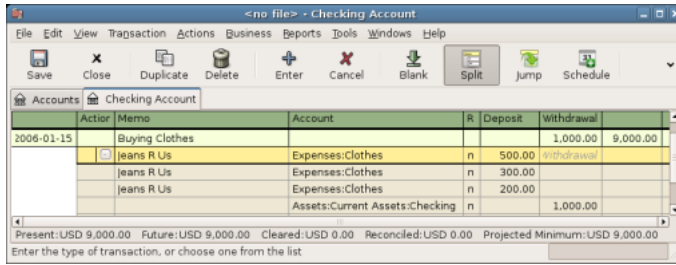 <no file> - Checking Account
File Edit View Transaction Actions Business Reports Tools Windows Help
Save Close Duplicate Delete Enter Cancel Blank Split Jump Schedule
Accounts Checking Account
Action Memo Account R Deposit Withdrawal
2006-01-15 Buying Clothes 1,000.00 9,000.00
Jeans R Us Expenses:Clothes n 500.00 Withdrawal
Jeans R Us Expenses:Clothes n 300.00
Jeans R Us Expenses:Clothes n 200.00
Assets:Current Assets:Checking n 1,000.00
Present:USD 9,000.00 Future:USD 9,000.00 Cleared:USD 0.00 Reconciled:USD 0.00 Projected Minimum:USD 9,000.00
Enter the type of transaction, or choose one from the list